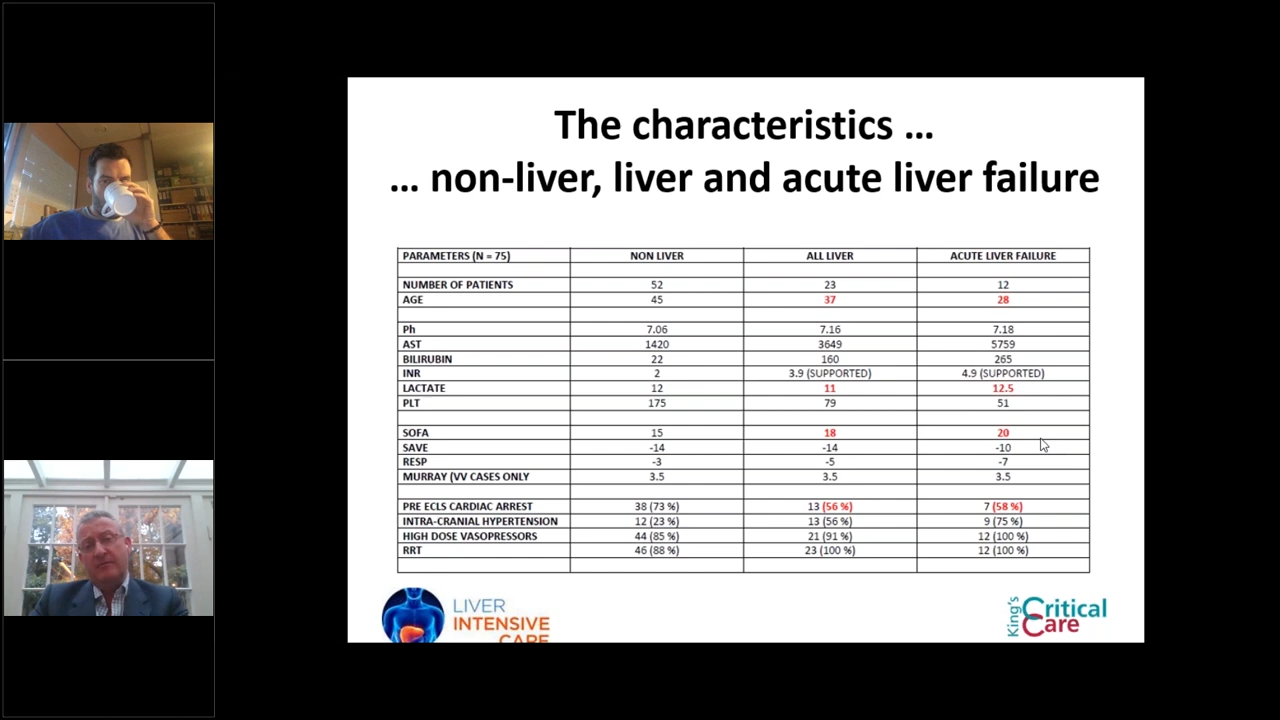 The characteristics …
… non-liver, liver and acute liver failure
PARAMETERS (N = 75) NON LIVER ALL LIVER ACUTE LIVER FAILURE
NUMBER OF PATIENTS 52 23 12
AGE 45 37 28
Ph 7.06 7.16 7.18
AST 1420 3649 5759
BILIRUBIN 22 160 265
INR 2 3.9 (SUPPORTED) 4.9 (SUPPORTED)
LACTATE 12 11 12.5
PLT 175 79 51
SOFA 15 18 20
SAVE -14 -14 -10
RESP -3 -5 -7
MURRAY (VV CASES ONLY 3.5 3.5 3.5
PRE ECLS CARDIAC ARREST 38 (73 %) 13 (56 %) 7 (58 %)
INTRA-CRANIAL HYPERTENSION 12 (23 %) 13 (56 %) 9 (75 %)
HIGH DOSE VASOPRESSORS 44 (85 %) 21 (91 %) 12 (100 %)
RRT 46 (88 %) 23 (100 %) 12 (100 %)
LIVER
INTENSIVE
CARE
King's
Critical
Care